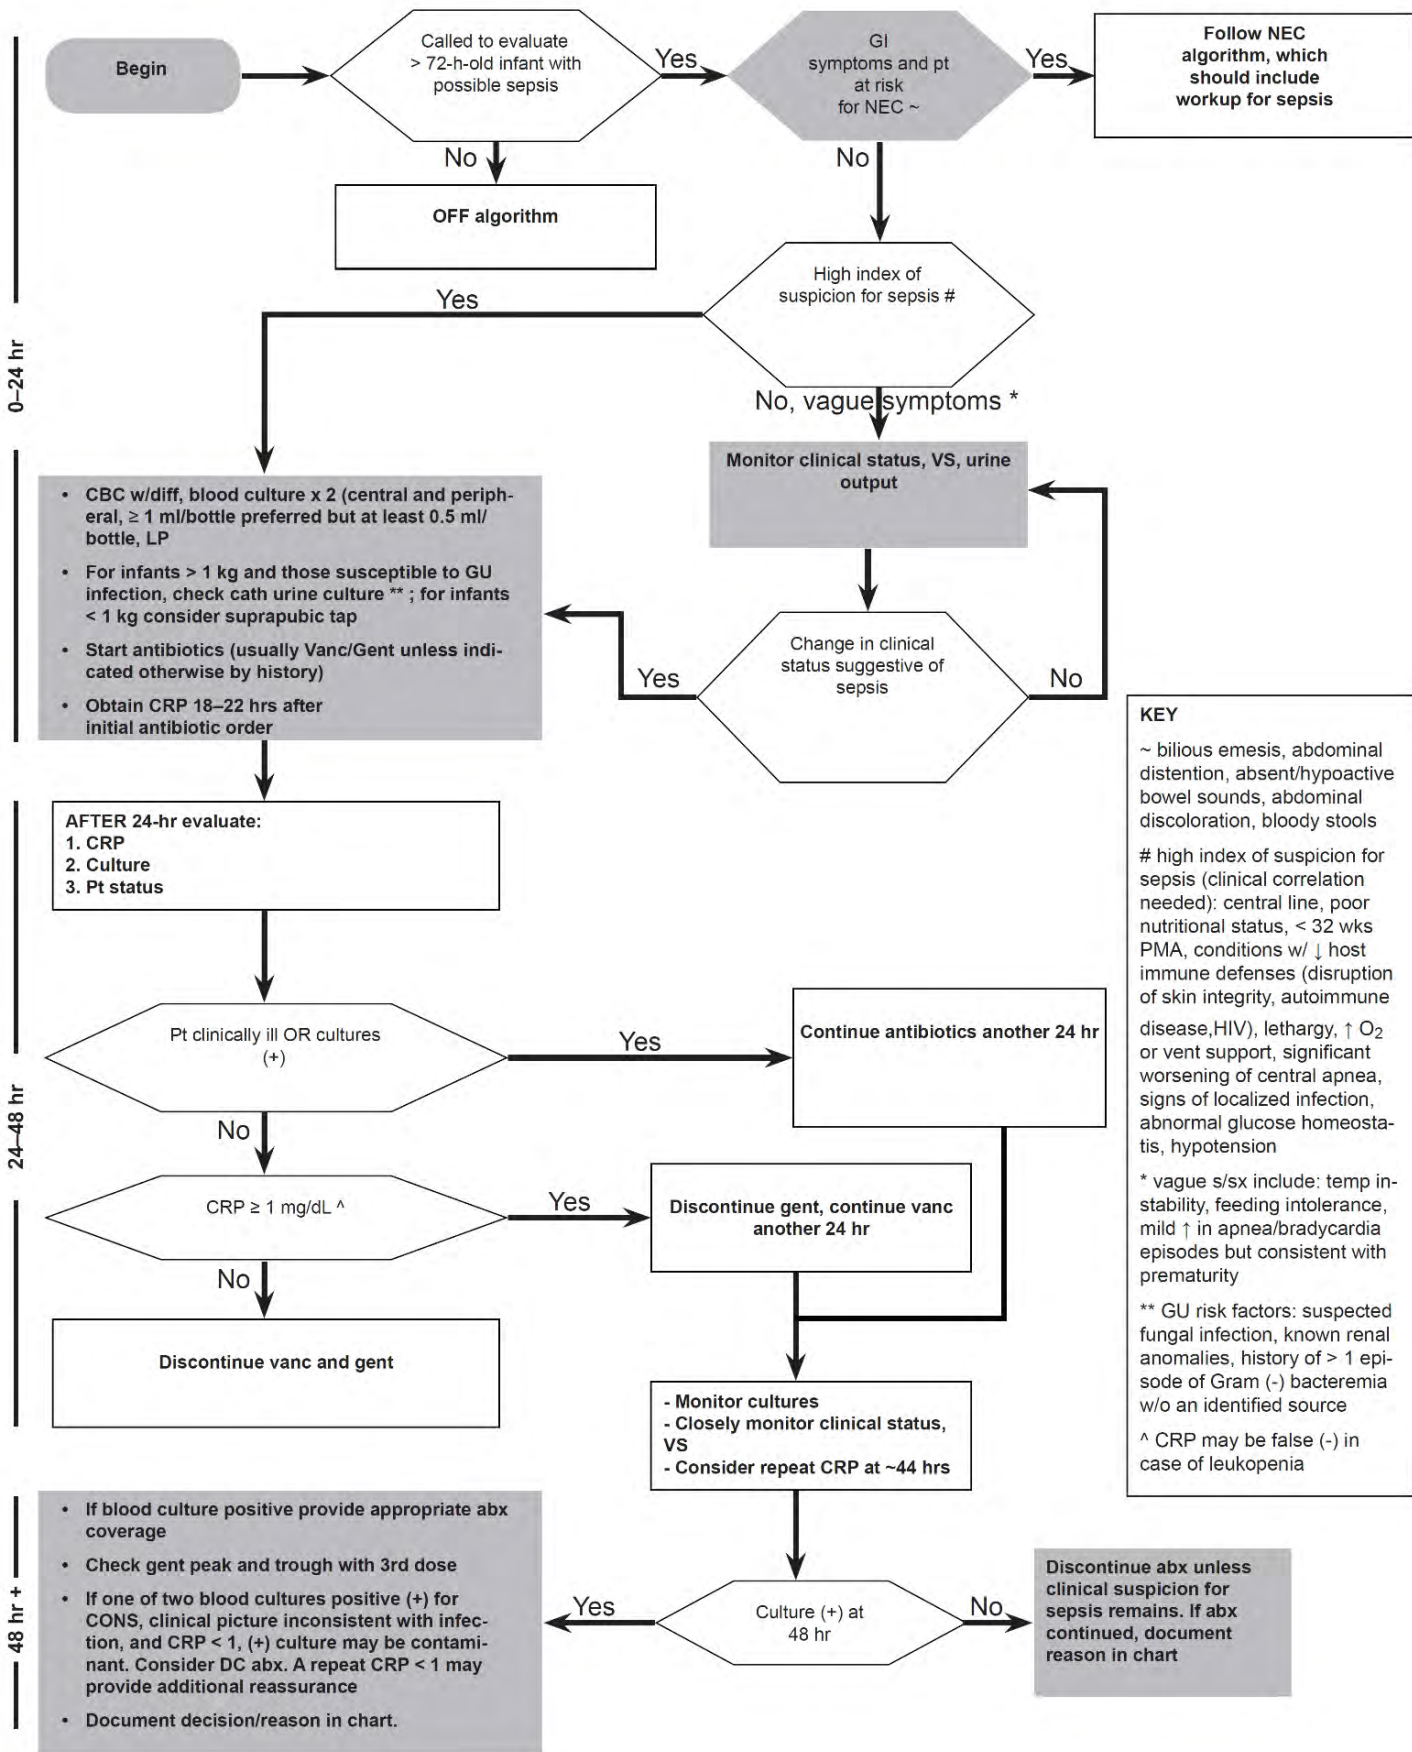 Begin
Called to evaluate
> 72-h-old infant with
possible sepsis
Yes
GI
symptoms and pt
at risk
for NEC ~
Yes
Follow NEC
algorithm, which
should include
workup for sepsis
No
OFF algorithm
No
High index of
suspicion for sepsis #
Yes
0–24 hr
No, vague symptoms *
Monitor clinical status, VS, urine
output
• CBC w/diff, blood culture x 2 (central and periph-
eral, ≥ 1 ml/bottle preferred but at least 0.5 ml/
bottle, LP
• For infants > 1 kg and those susceptible to GU
infection, check cath urine culture ** ; for infants
< 1 kg consider suprapubic tap
• Start antibiotics (usually Vanc/Gent unless indi-
cated otherwise by history)
• Obtain CRP 18–22 hrs after
initial antibiotic order
Change in clinical
status suggestive of
sepsis
Yes
No
AFTER 24-hr evaluate:
1. CRP
2. Culture
3. Pt status
24–48 hr
Pt clinically ill OR cultures
(+)
Yes
Continue antibiotics another 24 hr
No
CRP ≥ 1 mg/dL ^
Yes
Discontinue gent, continue vanc
another 24 hr
No
Discontinue vanc and gent
- Monitor cultures
- Closely monitor clinical status,
VS
- Consider repeat CRP at ~44 hrs
48 hr +
Culture (+) at
48 hr
Yes
No
• If blood culture positive provide appropriate abx
coverage
• Check gent peak and trough with 3rd dose
• If one of two blood cultures positive (+) for
CONS, clinical picture inconsistent with infec-
tion, and CRP < 1, (+) culture may be contami-
nant. Consider DC abx. A repeat CRP < 1 may
provide additional reassurance
• Document decision/reason in chart.
Discontinue abx unless
clinical suspicion for
sepsis remains. If abx
continued, document
reason in chart
KEY
~ bilious emesis, abdominal
distention, absent/hypoactive
bowel sounds, abdominal
discoloration, bloody stools
# high index of suspicion for
sepsis (clinical correlation
needed): central line, poor
nutritional status, < 32 wks
PMA, conditions w/ ↓ host
immune defenses (disruption
of skin integrity, autoimmune
disease,HIV), lethargy, ↑ O₂
or vent support, significant
worsening of central apnea,
signs of localized infection,
abnormal glucose homeosta-
tis, hypotension
* vague s/sx include: temp in-
stability, feeding intolerance,
mild ↑ in apnea/bradycardia
episodes but consistent with
prematurity
** GU risk factors: suspected
fungal infection, known renal
anomalies, history of > 1 epi-
sode of Gram (-) bacteremia
w/o an identified source
^ CRP may be false (-) in
case of leukopenia